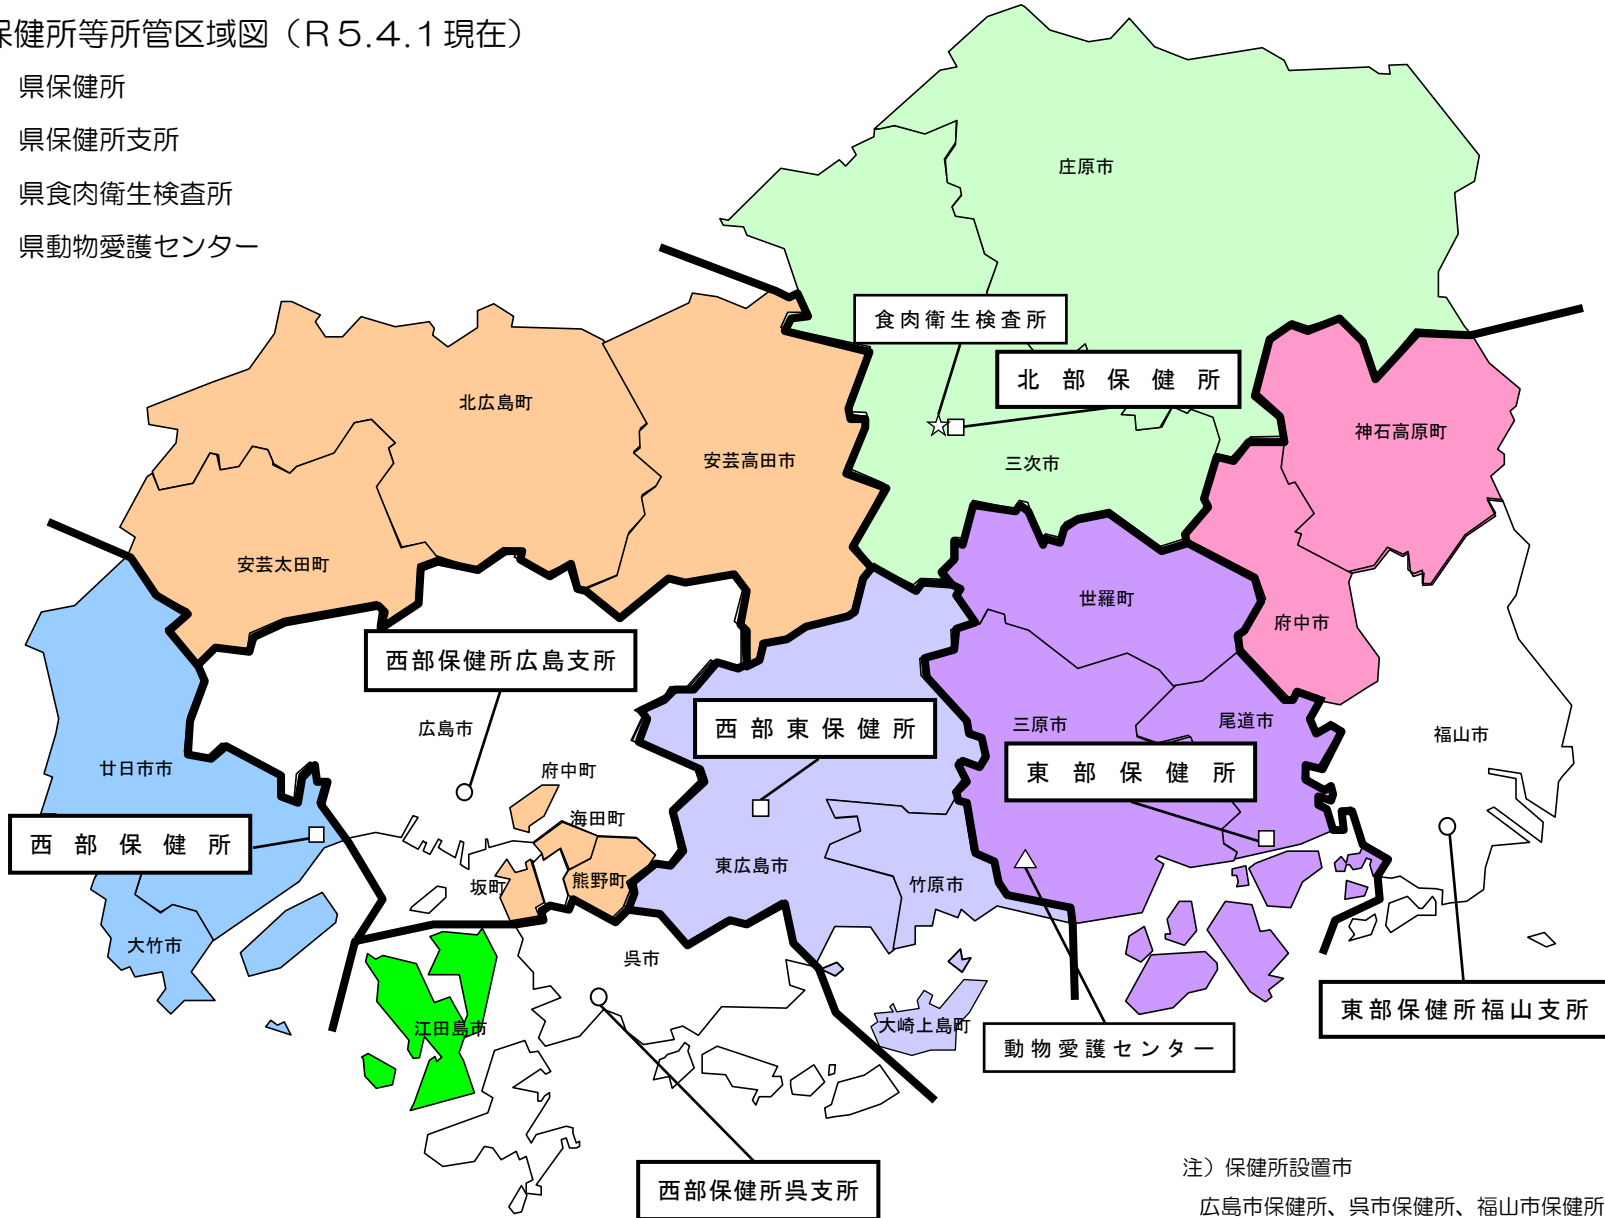 保健所等所管区域図（Ｒ５.４.１現在）
県保健所
県保健所支所
県食肉衛生検査所
県動物愛護センター
庄原市
食肉衛生検査所
北部保健所
北広島町
神石高原町
安芸高田市
三次市
安芸太田町
世羅町
府中市
西部保健所広島支所
広島市
西部東保健所
三原市
尾道市
福山市
廿日市市
府中町
東部保健所
海田町
西部保健所
東広島市
坂町
熊野町
竹原市
大竹市
呉市
江田島市
大崎上島町
動物愛護センター
東部保健所福山支所
西部保健所呉支所
注）保健所設置市
広島市保健所、呉市保健所、福山市保健所